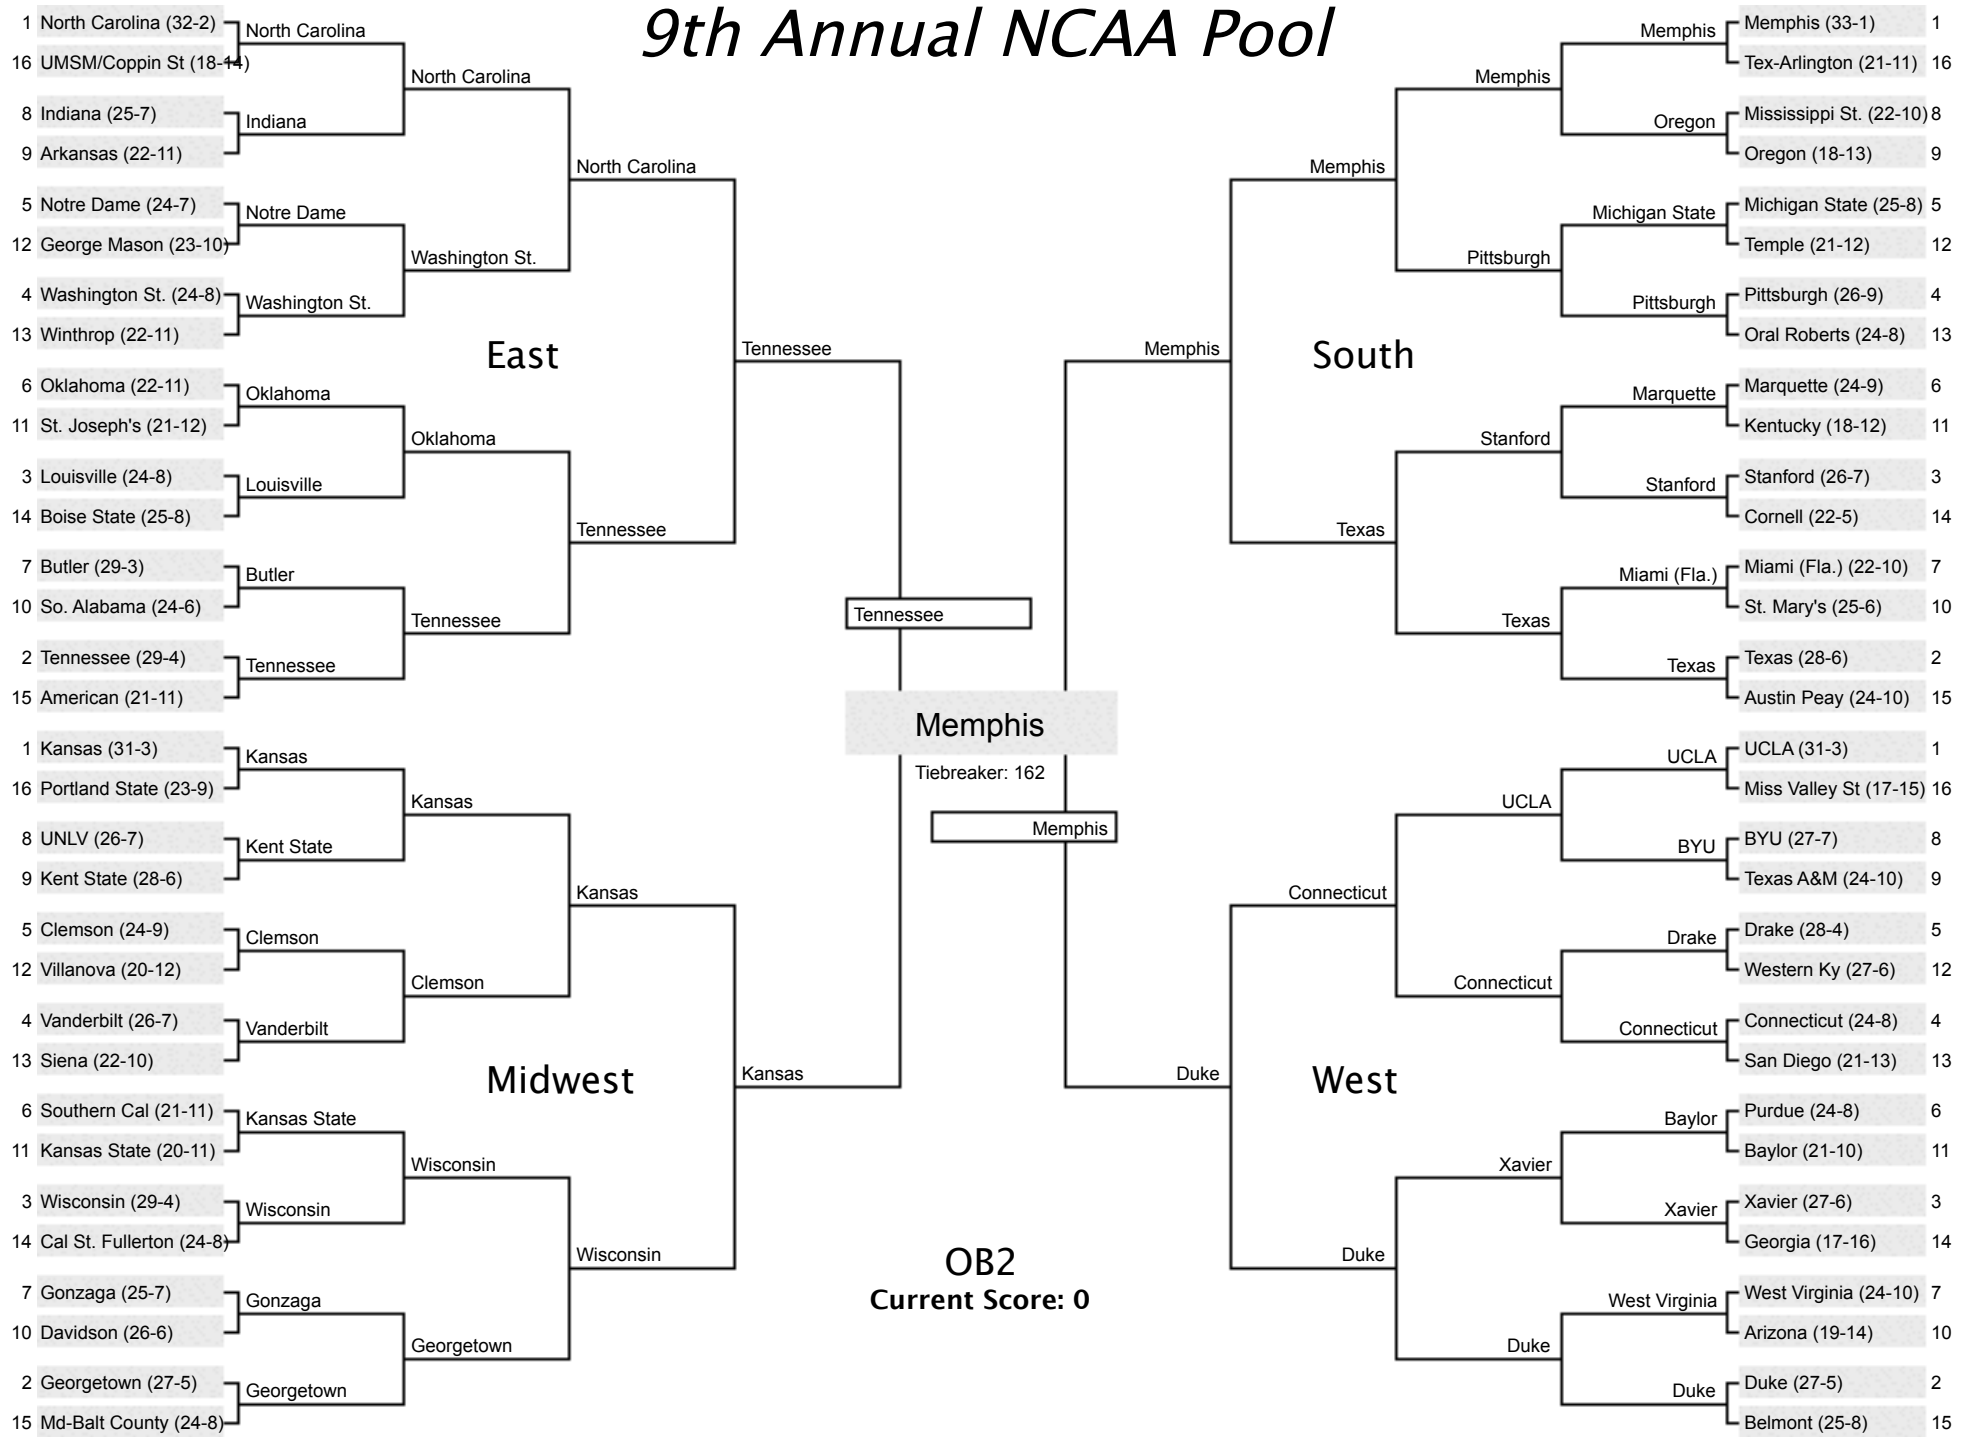 9th Annual NCAA Pool
1 North Carolina (32-2)
16 UMSM/Coppin St (18-14)
8 Indiana (25-7)
9 Arkansas (22-11)
5 Notre Dame (24-7)
12 George Mason (23-10)
4 Washington St. (24-8)
13 Winthrop (22-11)
6 Oklahoma (22-11)
11 St. Joseph's (21-12)
3 Louisville (24-8)
14 Boise State (25-8)
7 Butler (29-3)
10 So. Alabama (24-6)
2 Tennessee (29-4)
15 American (21-11)
North Carolina
Indiana
Notre Dame
Washington St.
Oklahoma
Louisville
Butler
Tennessee
North Carolina
Washington St.
Oklahoma
Tennessee
North Carolina
Tennessee
East
Tennessee
1 Kansas (31-3)
16 Portland State (23-9)
8 UNLV (26-7)
9 Kent State (28-6)
5 Clemson (24-9)
12 Villanova (20-12)
4 Vanderbilt (26-7)
13 Siena (22-10)
6 Southern Cal (21-11)
11 Kansas State (20-11)
3 Wisconsin (29-4)
14 Cal St. Fullerton (24-8)
7 Gonzaga (25-7)
10 Davidson (26-6)
2 Georgetown (27-5)
15 Md-Balt County (24-8)
Kansas
Kent State
Clemson
Vanderbilt
Kansas State
Wisconsin
Gonzaga
Georgetown
Kansas
Clemson
Wisconsin
Georgetown
Kansas
Wisconsin
Midwest
Kansas
Tennessee
Memphis
Tiebreaker: 162
Memphis
OB2
Current Score: 0
Memphis
South
Memphis
Texas
Memphis
Pittsburgh
Stanford
Texas
Memphis
Oregon
Michigan State
Pittsburgh
Marquette
Stanford
Miami (Fla.)
Texas
Memphis (33-1) 1
Tex-Arlington (21-11) 16
Mississippi St. (22-10) 8
Oregon (18-13) 9
Michigan State (25-8) 5
Temple (21-12) 12
Pittsburgh (26-9) 4
Oral Roberts (24-8) 13
Marquette (24-9) 6
Kentucky (18-12) 11
Stanford (26-7) 3
Cornell (22-5) 14
Miami (Fla.) (22-10) 7
St. Mary's (25-6) 10
Texas (28-6) 2
Austin Peay (24-10) 15
Duke
West
Connecticut
Duke
UCLA
Connecticut
Xavier
Duke
UCLA
BYU
Drake
Connecticut
Baylor
Xavier
West Virginia
Duke
UCLA (31-3) 1
Miss Valley St (17-15) 16
BYU (27-7) 8
Texas A&M (24-10) 9
Drake (28-4) 5
Western Ky (27-6) 12
Connecticut (24-8) 4
San Diego (21-13) 13
Purdue (24-8) 6
Baylor (21-10) 11
Xavier (27-6) 3
Georgia (17-16) 14
West Virginia (24-10) 7
Arizona (19-14) 10
Duke (27-5) 2
Belmont (25-8) 15